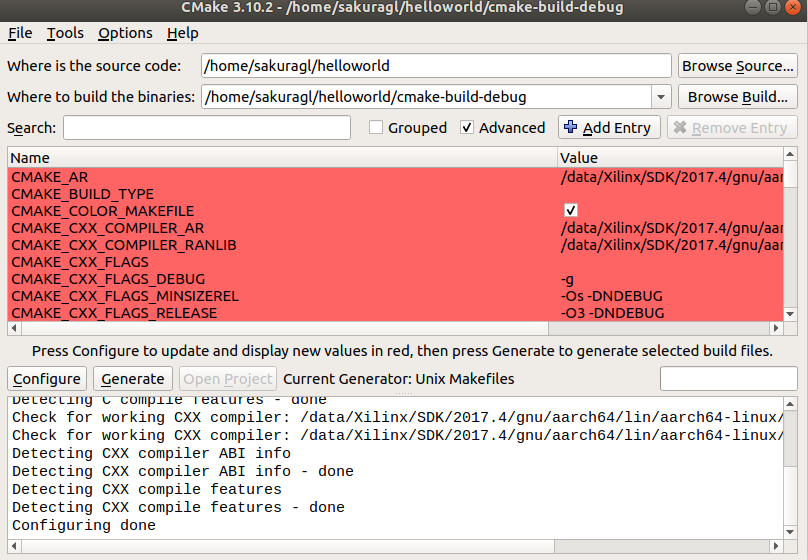 CMake 3.10.2 - /home/sakuragl/helloworld/cmake-build-debug
File Tools Options Help
Where is the source code: /home/sakuragl/helloworld Browse Source...
Where to build the binaries: /home/sakuragl/helloworld/cmake-build-debug Browse Build...
Search: Grouped Advanced Add Entry Remove Entry
Name Value
CMAKE_AR /data/Xilinx/SDK/2017.4/gnu/aar
CMAKE_BUILD_TYPE
CMAKE_COLOR_MAKEFILE
CMAKE_CXX_COMPILER_AR /data/Xilinx/SDK/2017.4/gnu/aar
CMAKE_CXX_COMPILER_RANLIB /data/Xilinx/SDK/2017.4/gnu/aar
CMAKE_CXX_FLAGS
CMAKE_CXX_FLAGS_DEBUG -g
CMAKE_CXX_FLAGS_MINSIZEREL -Os -DNDEBUG
CMAKE_CXX_FLAGS_RELEASE -O3 -DNDEBUG
Press Configure to update and display new values in red, then press Generate to generate selected build files.
Configure Generate Open Project Current Generator: Unix Makefiles
Detecting C compile features - done
Check for working CXX compiler: /data/Xilinx/SDK/2017.4/gnu/aarch64/lin/aarch64-linux/
Check for working CXX compiler: /data/Xilinx/SDK/2017.4/gnu/aarch64/lin/aarch64-linux/
Detecting CXX compiler ABI info
Detecting CXX compiler ABI info - done
Detecting CXX compile features
Detecting CXX compile features - done
Configuring done